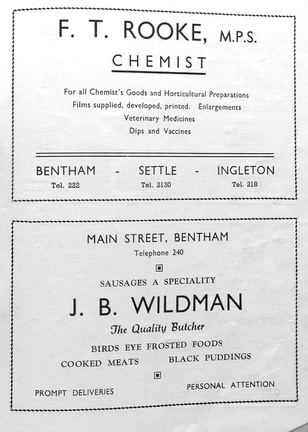 F. T. ROOKE, M.P.S.
CHEMIST
For all Chemist's Goods and Horticultural Preparations
Films supplied, developed, printed. Enlargements
Veterinary Medicines
Dips and Vaccines
BENTHAM - SETTLE - INGLETON
Tel. 222 Tel. 2130 Tel. 218
MAIN STREET, BENTHAM
Telephone 240
SAUSAGES A SPECIALITY
J. B. WILDMAN
The Quality Butcher
BIRDS EYE FROSTED FOODS
COOKED MEATS BLACK PUDDINGS
PROMPT DELIVERIES PERSONAL ATTENTION